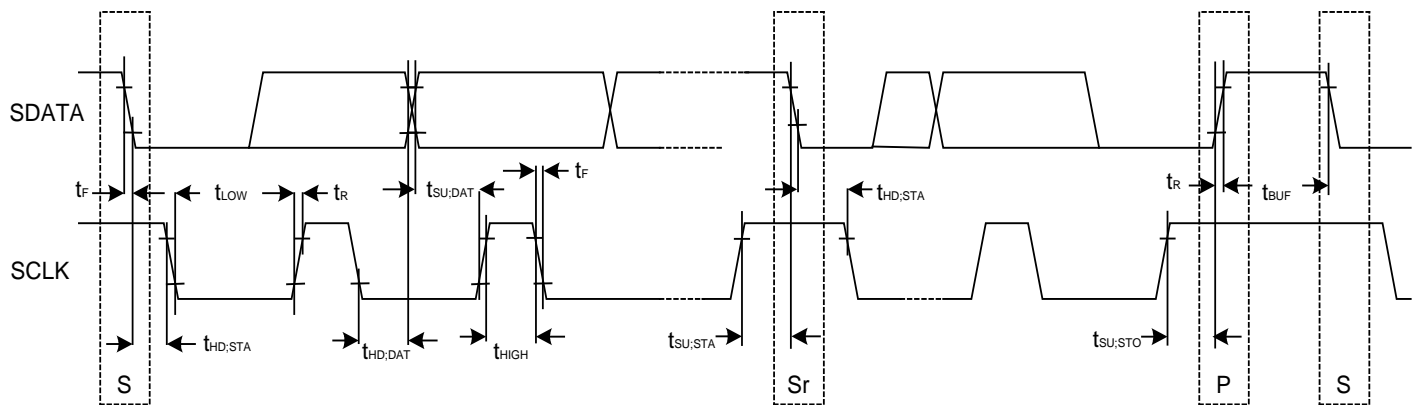 SDATA
tF tLOW tR tSU;DAT tF tHD;STA tR tBUF
SCLK
tHD;STA tHD;DAT tHIGH tSU;STA tSU;STO
S Sr P S